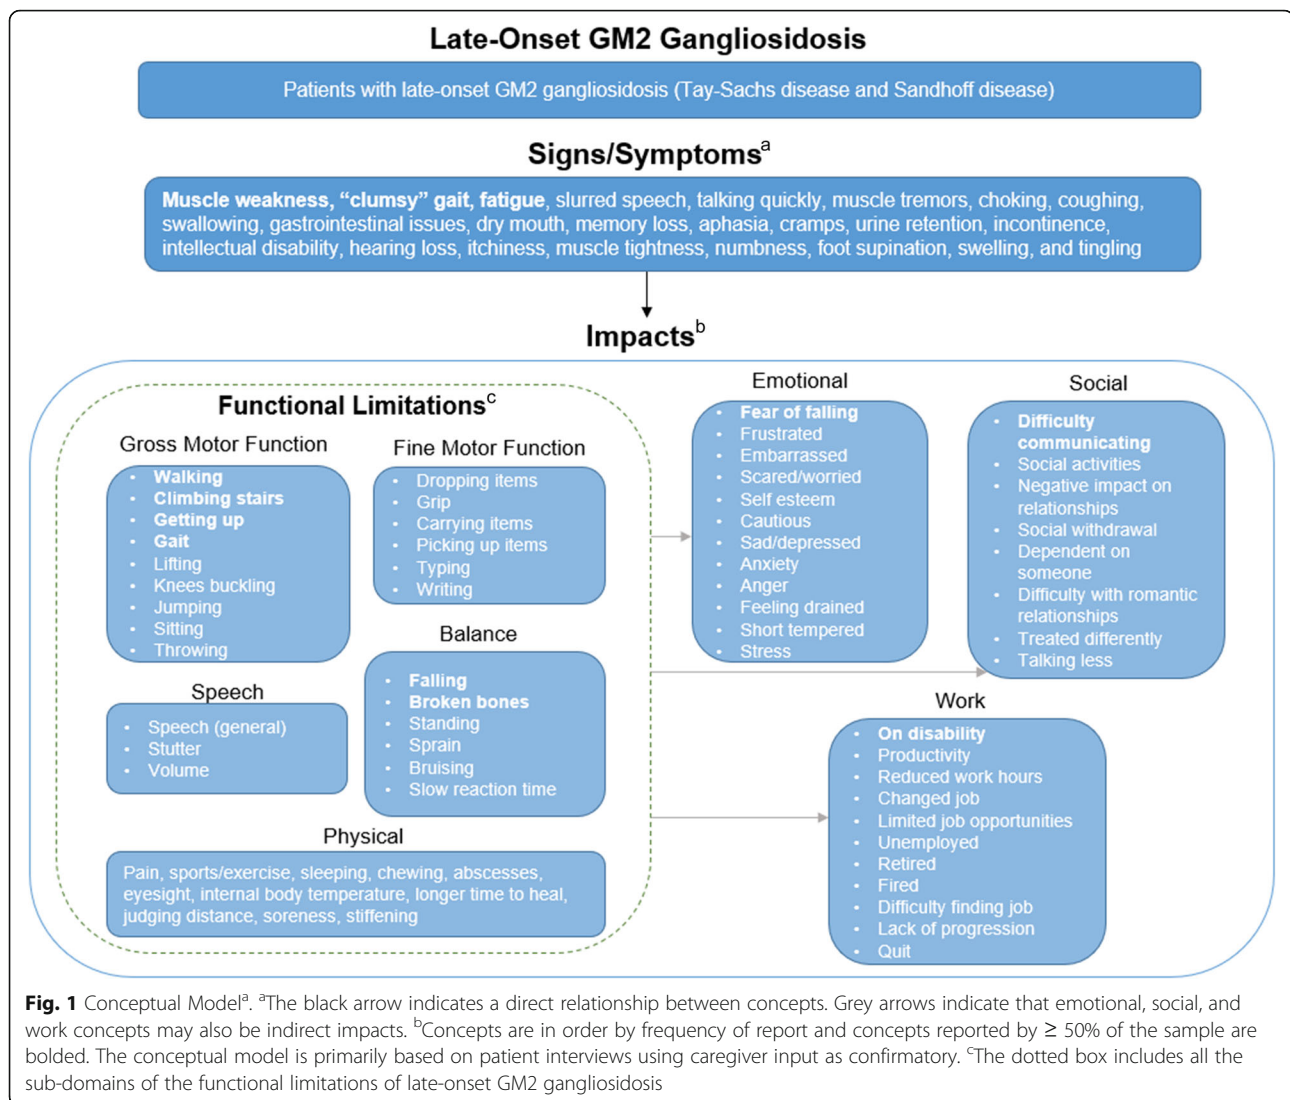 Late-Onset GM2 Gangliosidosis
Patients with late-onset GM2 gangliosidosis (Tay-Sachs disease and Sandhoff disease)
Signs/Symptomsa
Muscle weakness, “clumsy” gait, fatigue, slurred speech, talking quickly, muscle tremors, choking, coughing,
swallowing, gastrointestinal issues, dry mouth, memory loss, aphasia, cramps, urine retention, incontinence,
intellectual disability, hearing loss, itchiness, muscle tightness, numbness, foot supination, swelling, and tingling
Impactsb
Functional Limitationsc
Gross Motor Function
• Walking
• Climbing stairs
• Getting up
• Gait
• Lifting
• Knees buckling
• Jumping
• Sitting
• Throwing
Fine Motor Function
• Dropping items
• Grip
• Carrying items
• Picking up items
• Typing
• Writing
Speech
• Speech (general)
• Stutter
• Volume
Balance
• Falling
• Broken bones
• Standing
• Sprain
• Bruising
• Slow reaction time
Physical
Pain, sports/exercise, sleeping, chewing, abscesses,
eyesight, internal body temperature, longer time to heal,
judging distance, soreness, stiffening
Emotional
• Fear of falling
• Frustrated
• Embarrassed
• Scared/worried
• Self esteem
• Cautious
• Sad/depressed
• Anxiety
• Anger
• Feeling drained
• Short tempered
• Stress
Social
• Difficulty
communicating
• Social activities
• Negative impact on
relationships
• Social withdrawal
• Dependent on
someone
• Difficulty with romantic
relationships
• Treated differently
• Talking less
Work
• On disability
• Productivity
• Reduced work hours
• Changed job
• Limited job opportunities
• Unemployed
• Retired
• Fired
• Difficulty finding job
• Lack of progression
• Quit
Fig. 1 Conceptual Modela. aThe black arrow indicates a direct relationship between concepts. Grey arrows indicate that emotional, social, and
work concepts may also be indirect impacts. bConcepts are in order by frequency of report and concepts reported by ≥ 50% of the sample are
bolded. The conceptual model is primarily based on patient interviews using caregiver input as confirmatory. cThe dotted box includes all the
sub-domains of the functional limitations of late-onset GM2 gangliosidosis